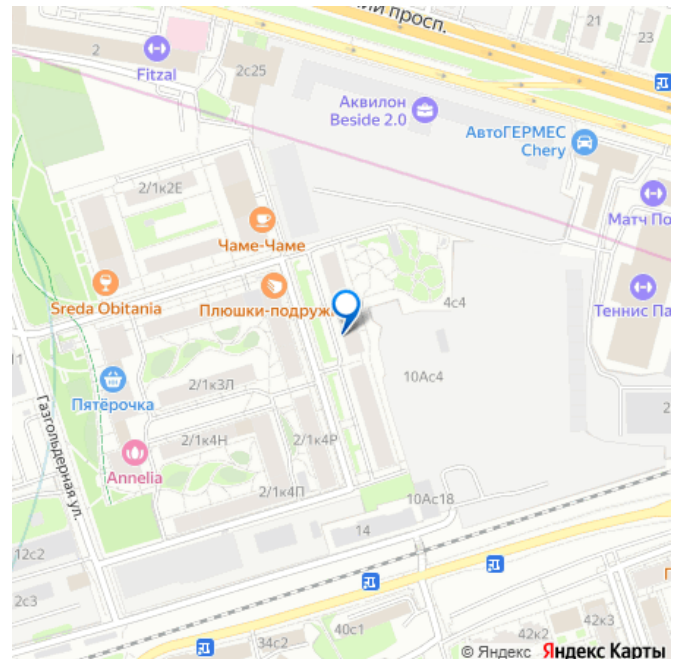 ий просп.
21
23
2
2с25
Fitzal
Аквилон
Beside 2.0
АвтоГЕРМЕС
Chery
2/1к2Е
Матч По
Чаме-Чаме
Sreda Obitania
Плюшки-подруж
4с4
Теннис Па
11
10Ас4
2/1к3Л
Пятёрочка
2
Газгольдерная ул.
2/1к4Н
2/1к4Р
Annelia
2/1к4П
10Ас18
14
12с2
2с3
П
42к3
42к2
40с1
34с2
© Яндекс Яндекс Карты